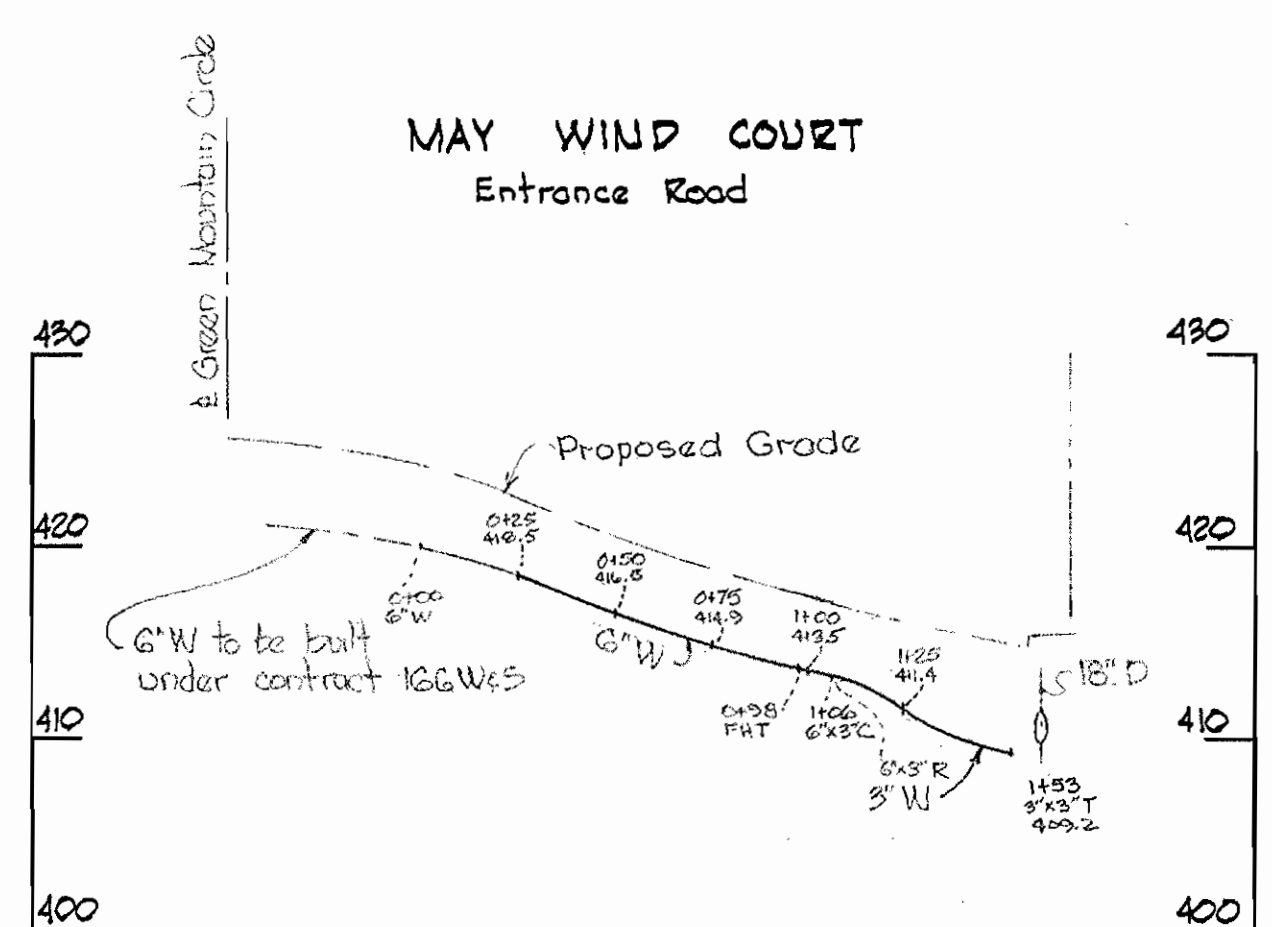 MAY WIND COURT
Entrance Road
℄ Green Mountain Circle
430
430
Proposed Grade
420
420
0+25
418.5
0+50
0+75
414.9
1+00
413.5
1+25
411.4
0+00
6"W
6"W
6"W to be built
under contract 166W&S
18" D
410
410
0+98
FHT
1+06
6"x3"C
6"x3"R
3"W
1+53
3"x3"T
409.2
400
400